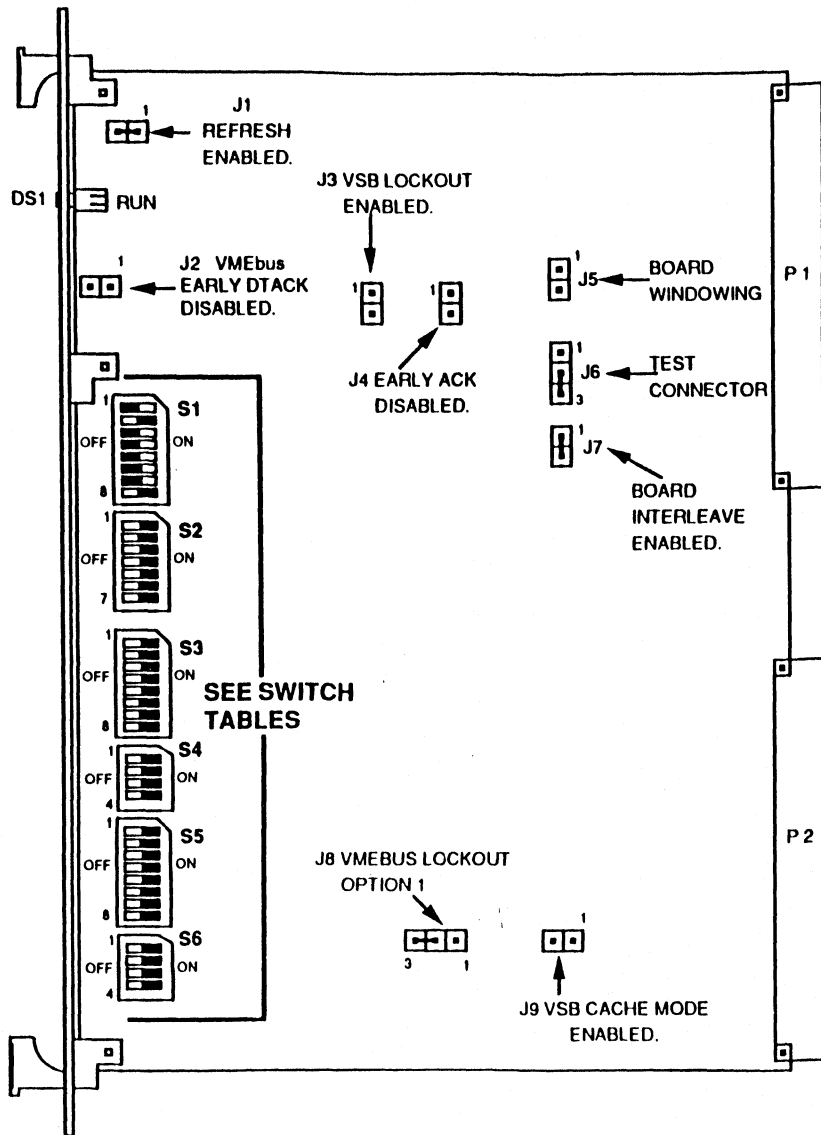 1
J1
REFRESH
ENABLED.
DS1
RUN
J3 VSB LOCKOUT
ENABLED.
1
J2 VMEbus
EARLY DTACK
DISABLED.
1
1
J4 EARLY ACK
DISABLED.
1
J5
BOARD
WINDOWING
P1
1
J6
3
TEST
CONNECTOR
1
J7
BOARD
INTERLEAVE
ENABLED.
1
S1
OFF
ON
8
1
S2
OFF
ON
7
1
S3
OFF
ON
8
SEE SWITCH
TABLES
1
S4
OFF
ON
4
1
S5
OFF
ON
8
1
S6
OFF
ON
4
P2
J8 VMEBUS LOCKOUT
OPTION 1
3
1
1
J9 VSB CACHE MODE
ENABLED.